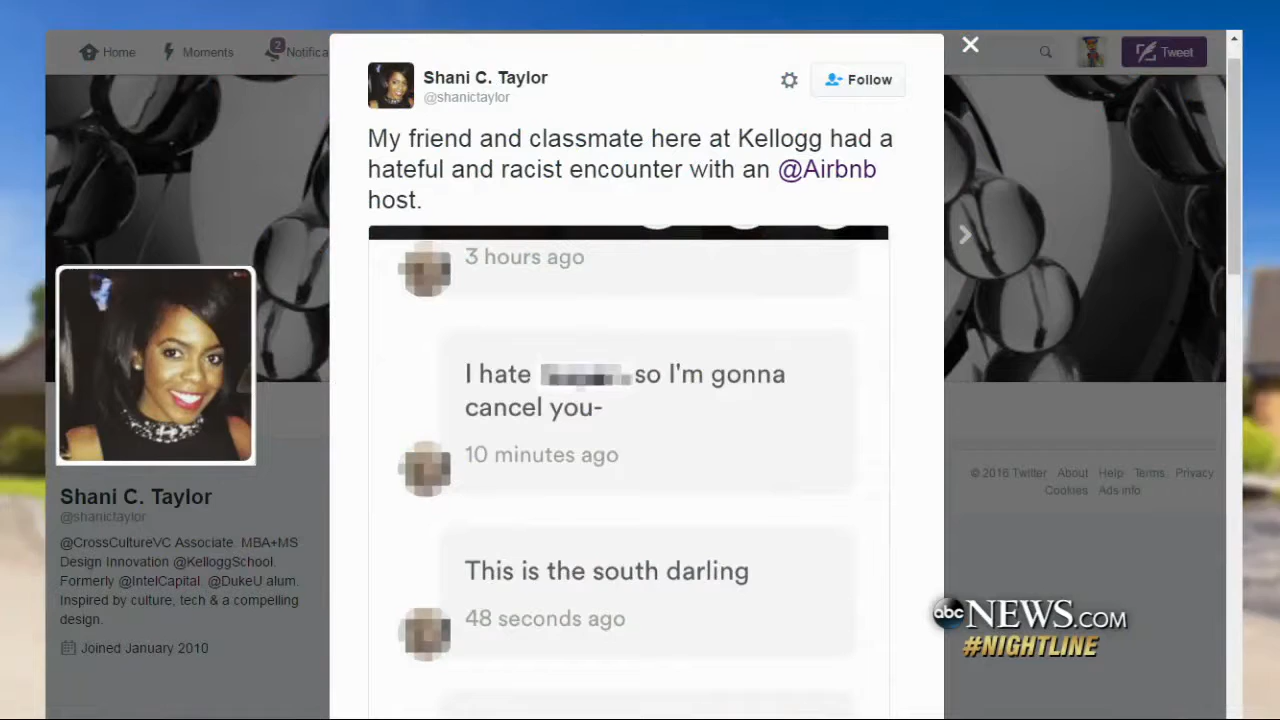 Home
Moments
2
Notifica
Tweet
Shani C. Taylor
@shanictaylor
Follow
My friend and classmate here at Kellogg had a
hateful and racist encounter with an @Airbnb
host.
3 hours ago
I hate so I'm gonna
cancel you-
10 minutes ago
This is the south darling
48 seconds ago
Shani C. Taylor
@shanictaylor
@CrossCultureVC Associate. MBA+MS
Design Innovation @KelloggSchool.
Formerly @IntelCapital. @DukeU alum.
Inspired by culture, tech & a compelling
design.
Joined January 2010
© 2016 Twitter About Help Terms Privacy
Cookies Ads info
abc NEWS.COM
#NIGHTLINE